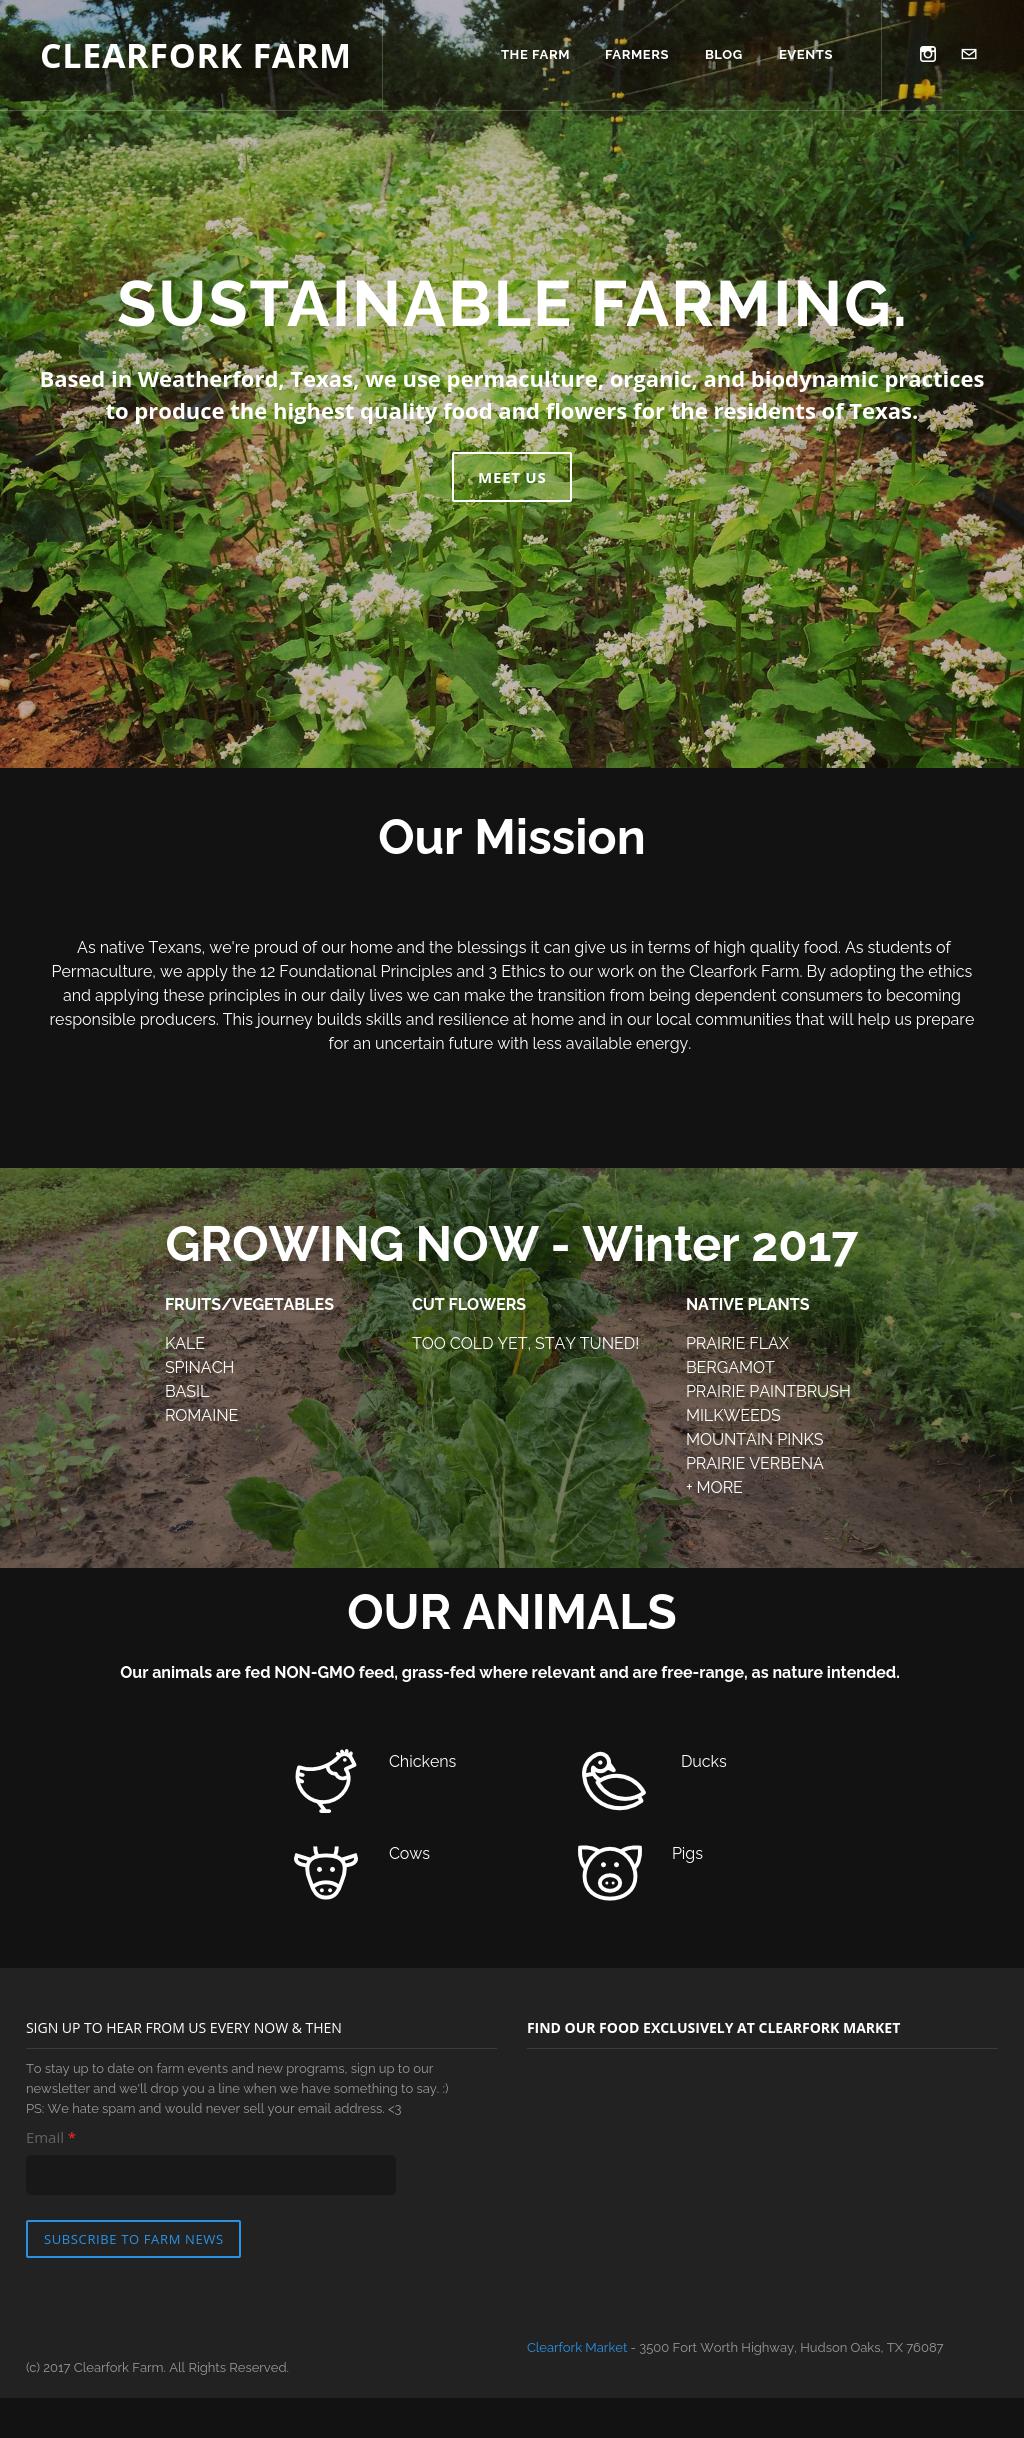 CLEARFORK FARM
THE FARM
FARMERS
BLOG
EVENTS
SUSTAINABLE FARMING.
Based in Weatherford, Texas, we use permaculture, organic, and biodynamic practices
to produce the highest quality food and flowers for the residents of Texas.
MEET US
Our Mission
As native Texans, we're proud of our home and the blessings it can give us in terms of high quality food. As students of
Permaculture, we apply the 12 Foundational Principles and 3 Ethics to our work on the Clearfork Farm. By adopting the ethics
and applying these principles in our daily lives we can make the transition from being dependent consumers to becoming
responsible producers. This journey builds skills and resilience at home and in our local communities that will help us prepare
for an uncertain future with less available energy.
GROWING NOW - Winter 2017
FRUITS/VEGETABLES
KALE
SPINACH
BASIL
ROMAINE
CUT FLOWERS
TOO COLD YET, STAY TUNED!
NATIVE PLANTS
PRAIRIE FLAX
BERGAMOT
PRAIRIE PAINTBRUSH
MILKWEEDS
MOUNTAIN PINKS
PRAIRIE VERBENA
+ MORE
OUR ANIMALS
Our animals are fed NON-GMO feed, grass-fed where relevant and are free-range, as nature intended.
Chickens
Ducks
Cows
Pigs
SIGN UP TO HEAR FROM US EVERY NOW & THEN
To stay up to date on farm events and new programs, sign up to our
newsletter and we'll drop you a line when we have something to say. :)
PS: We hate spam and would never sell your email address. <3
Email *
SUBSCRIBE TO FARM NEWS
(c) 2017 Clearfork Farm. All Rights Reserved.
FIND OUR FOOD EXCLUSIVELY AT CLEARFORK MARKET
Clearfork Market - 3500 Fort Worth Highway, Hudson Oaks, TX 76087